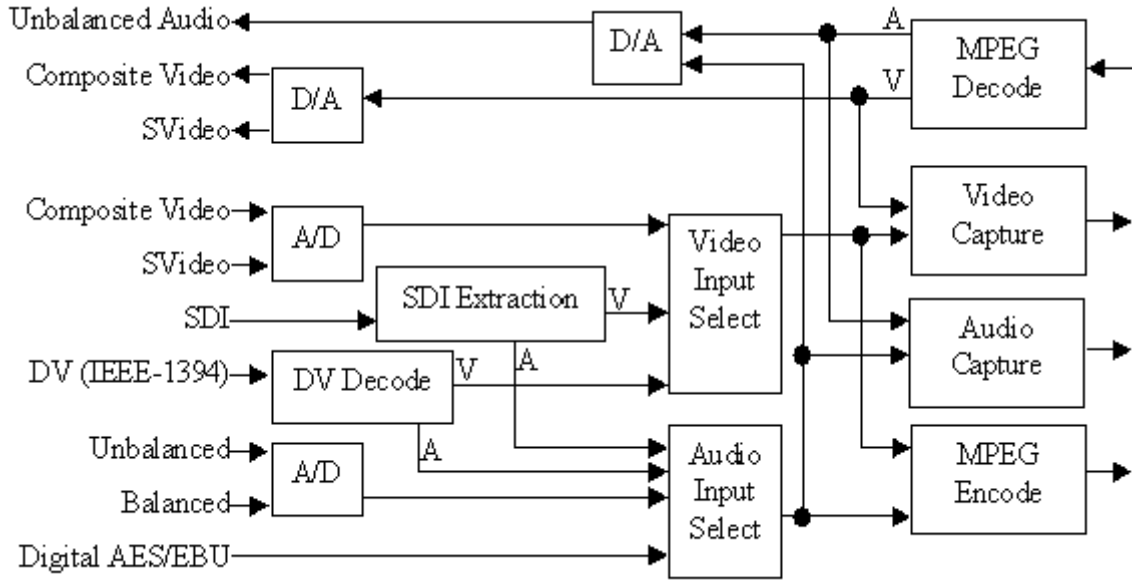 Unbalanced Audio
D/A
A
MPEG
Decode
Composite Video
D/A
V
SVideo
Composite Video
A/D
SVideo
Video
Input
Select
Video
Capture
SDI
SDI Extraction
V
A
DV (IEEE-1394)
DV Decode
V
A
Audio
Capture
Unbalanced
A/D
Balanced
Digital AES/EBU
Audio
Input
Select
MPEG
Encode